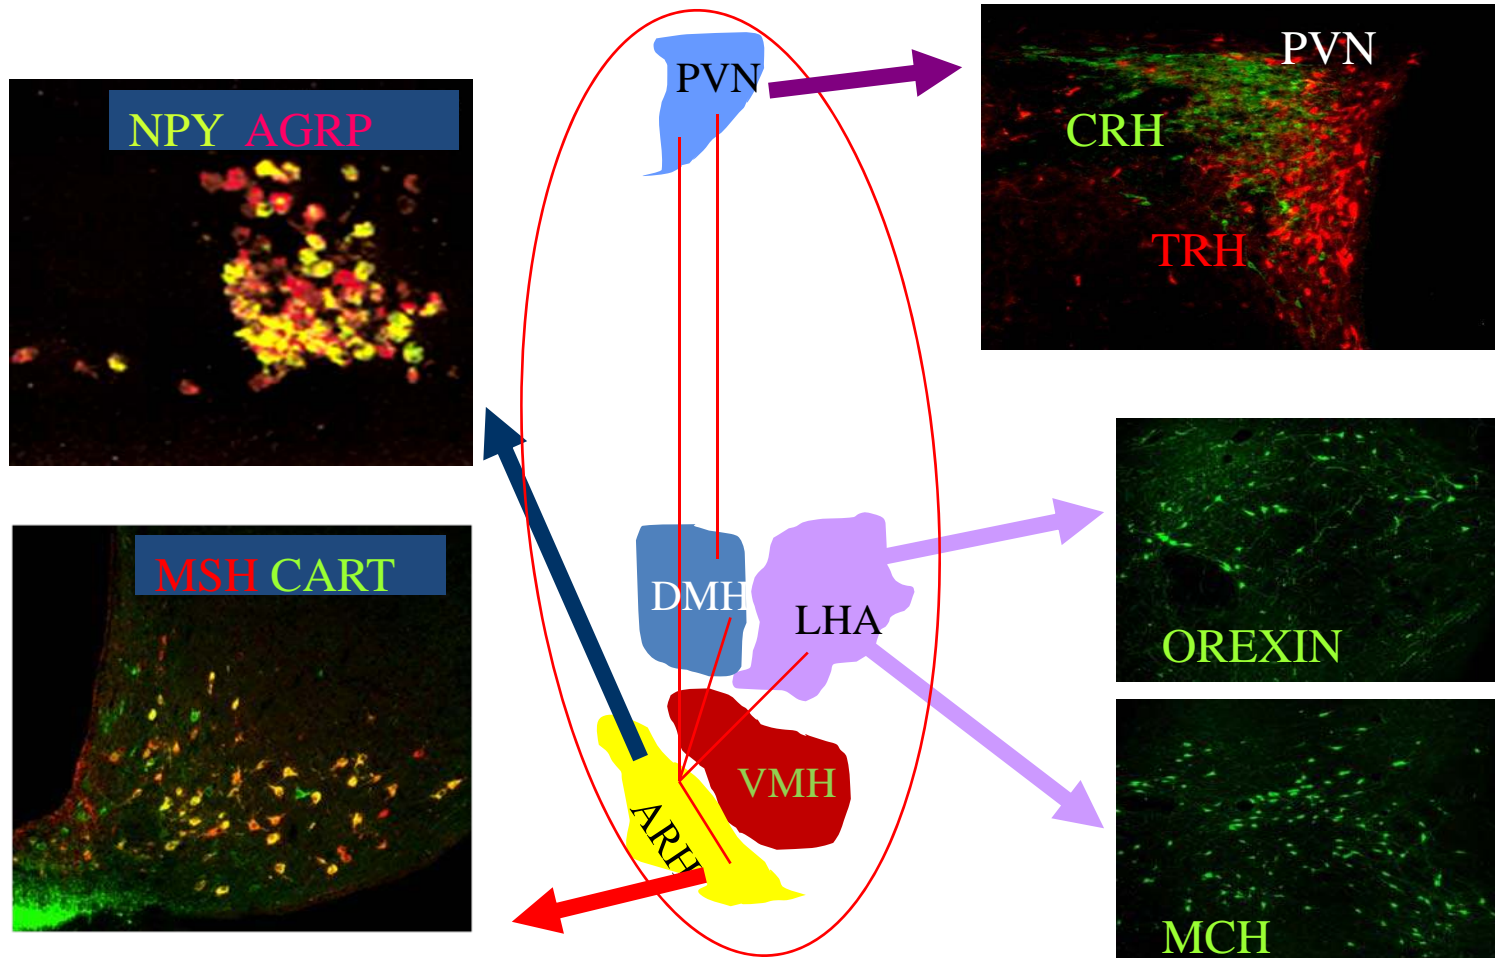 NPY AGRP
MSH CART
PVN
DMH
LHA
VMH
ARH
PVN
CRH
TRH
OREXIN
MCH